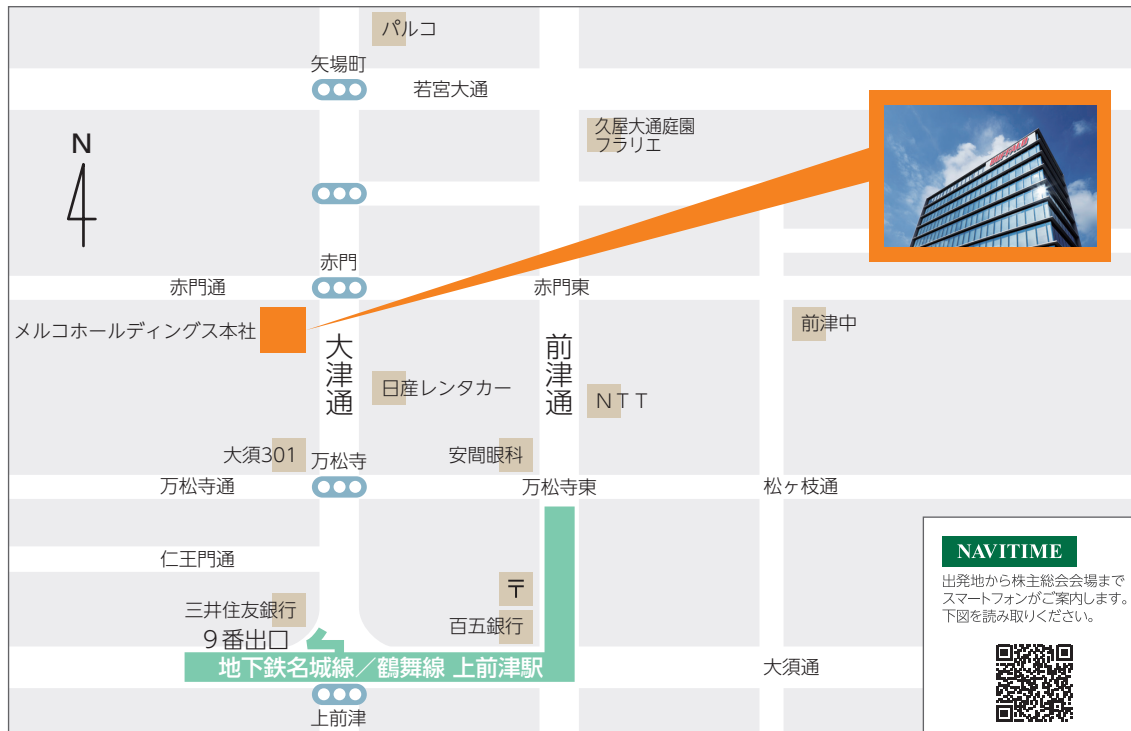 パルコ
矢場町
若宮大通
久屋大通庭園
フラリエ
N
BUFFALO
赤門
赤門通
赤門東
メルコホールディングス本社
前津中
大津通
前津通
日産レンタカー
NTT
大須301
万松寺
安間眼科
万松寺通
万松寺東
松ヶ枝通
仁王門通
〒
三井住友銀行
百五銀行
9番出口
地下鉄名城線／鶴舞線 上前津駅
大須通
上前津
NAVITIME
出発地から株主総会会場まで
スマートフォンがご案内します。
下図を読み取りください。